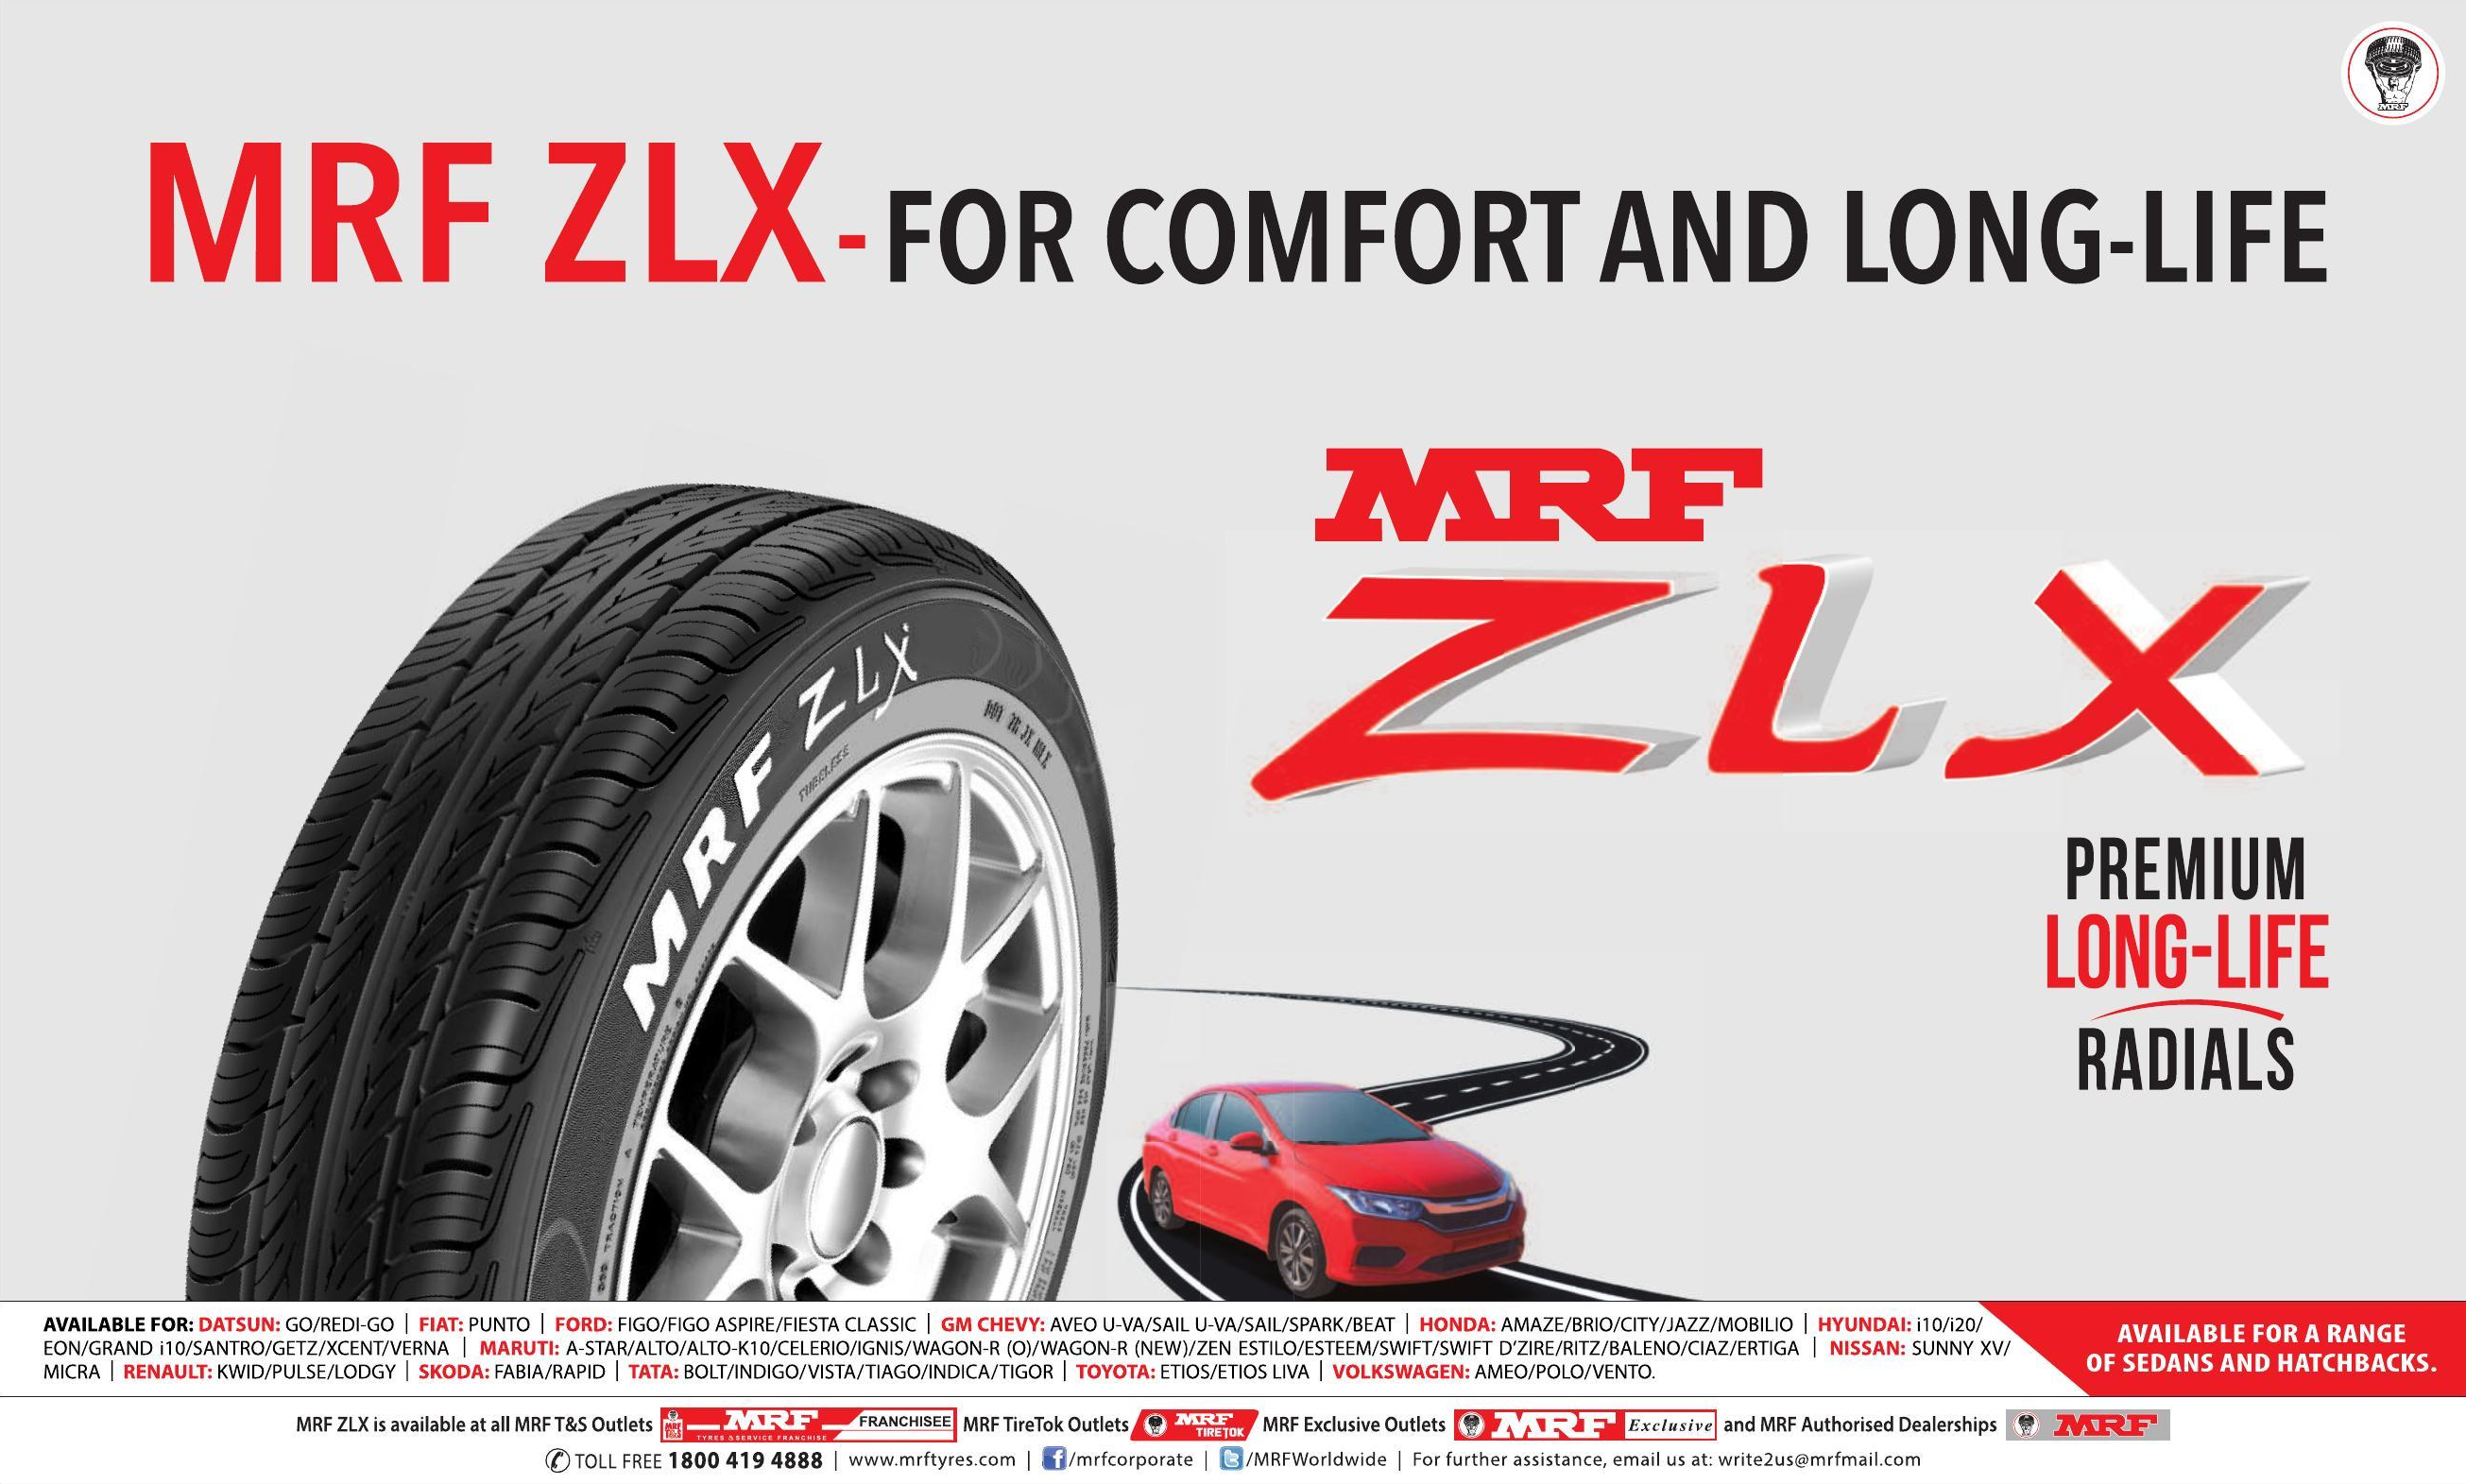 MRF
MRF ZLX-FOR COMFORT AND LONG-LIFE
MRF
ZLX
MRF ZLX
TUBELESS
PREMIUM
LONG-LIFE
RADIALS
AVAILABLE FOR: DATSUN: GO/REDI-GO | FIAT: PUNTO | FORD: FIGO/FIGO ASPIRE/FIESTA CLASSIC | GM CHEVY: AVEO U-VA/SAIL U-VA/SAIL/SPARK/BEAT | HONDA: AMAZE/BRIO/CITY/JAZZ/MOBILIO | HYUNDAI: i10/i20/
EON/GRAND i10/SANTRO/GETZ/XCENT/VERNA | MARUTI: A-STAR/ALTO/ALTO-K10/CELERIO/IGNIS/WAGON-R (O)/WAGON-R (NEW)/ZEN ESTILO/ESTEEM/SWIFT/SWIFT D'ZIRE/RITZ/BALENO/CIAZ/ERTIGA | NISSAN: SUNNY XV/
MICRA | RENAULT: KWID/PULSE/LODGY | SKODA: FABIA/RAPID | TATA: BOLT/INDIGO/VISTA/TIAGO/INDICA/TIGOR | TOYOTA: ETIOS/ETIOS LIVA | VOLKSWAGEN: AMEO/POLO/VENTO.
AVAILABLE FOR A RANGE
OF SEDANS AND HATCHBACKS.
MRF ZLX is available at all MRF T&S Outlets MRF T&S MRF FRANCHISEE TYRES & SERVICE FRANCHISE MRF TireTok Outlets MRF TIRETOK MRF Exclusive Outlets MRF Exclusive and MRF Authorised Dealerships MRF
TOLL FREE 1800 419 4888 | www.mrftyres.com | f/mrfcorporate | /MRFWorldwide | For further assistance, email us at: write2us@mrfmail.com